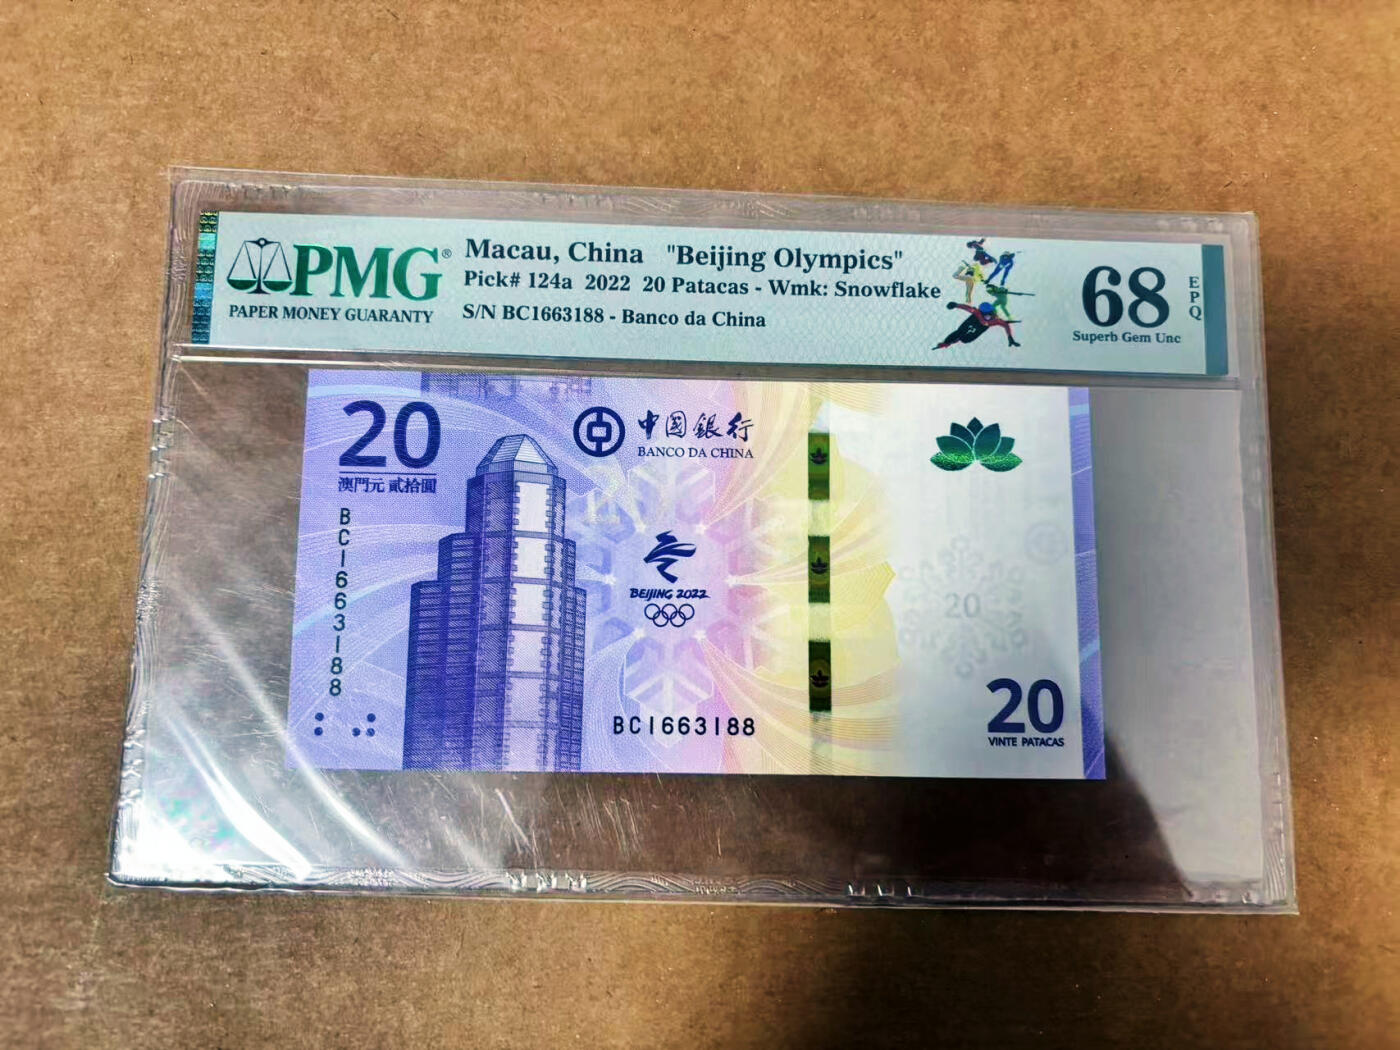 PMG®
PAPER MONEY GUARANTY
Macau, China "Beijing Olympics"
Pick# 124a 2022 20 Patacas - Wmk: Snowflake
S/N BC1663188 - Banco da China
68
EPQ
Superb Gem Unc
20
澳門元 貳拾圓
BC1663188
中國銀行
BANCO DA CHINA
BEIJING 2022
BC1663188
20
20
VINTE PATACAS